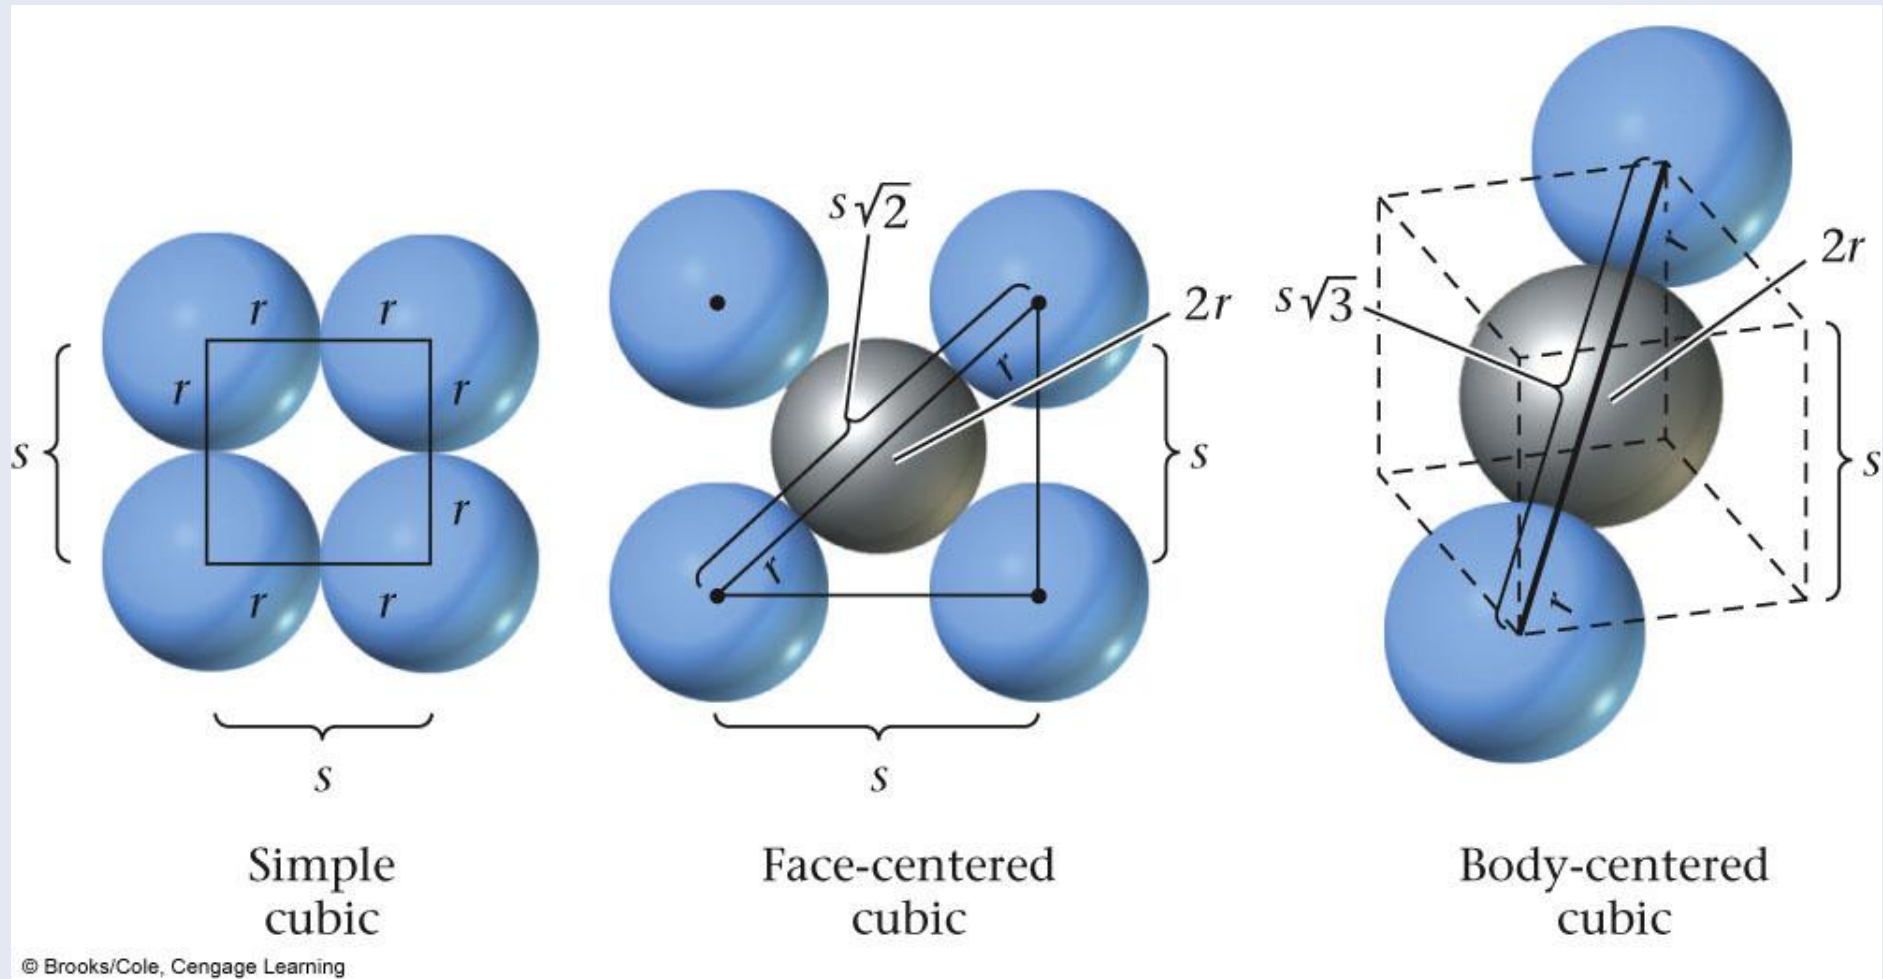 r r
r r
s
r
r r
s
Simple
cubic
s√2
2r
r
s
r
s
Face-centered
cubic
r
2r
s√3
s
r
Body-centered
cubic
© Brooks/Cole, Cengage Learning